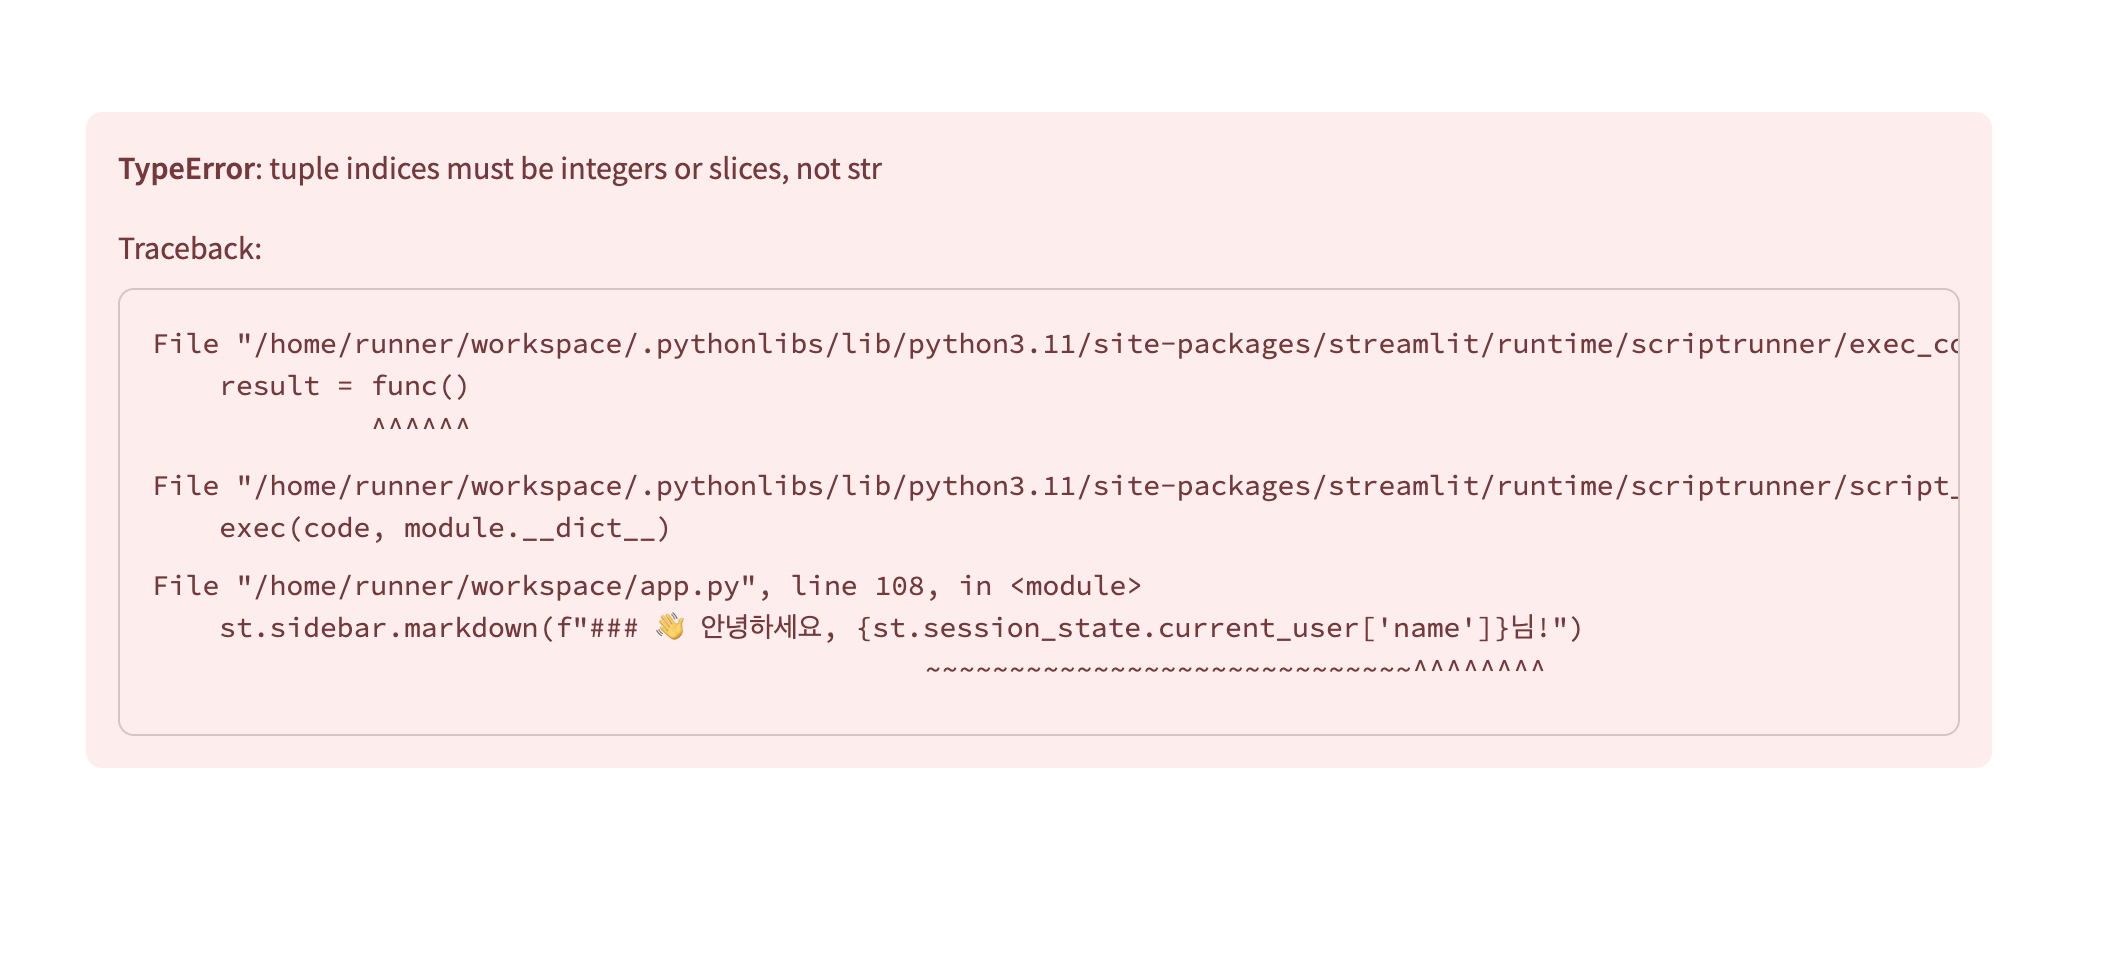 TypeError: tuple indices must be integers or slices, not str
Traceback:
File "/home/runner/workspace/.pythonlibs/lib/python3.11/site-packages/streamlit/runtime/scriptrunner/exec_co
result = func()
^^^^^^
File "/home/runner/workspace/.pythonlibs/lib/python3.11/site-packages/streamlit/runtime/scriptrunner/script_
exec(code, module.__dict__)
File "/home/runner/workspace/app.py", line 108, in <module>
st.sidebar.markdown(f"### 👋 안녕하세요, {st.session_state.current_user['name']}님!")
~~~~~~~~~~~~~~~~~~~~~~~~~~~~~^^^^^^^^